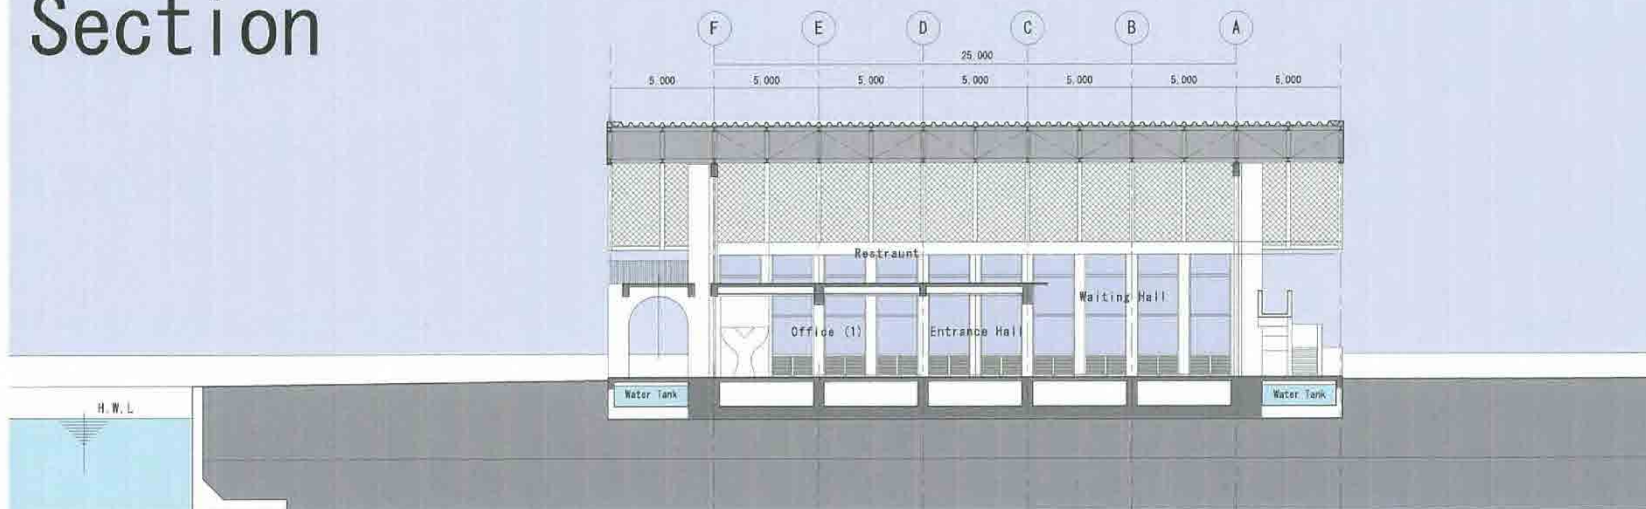 Section
F E D C B A
25,000
5,000 5,000 5,000 5,000 5,000 5,000 5,000
Restraunt
Waiting Hall
Office (1) Entrance Hall
Water Tank Water Tank
H.W.L